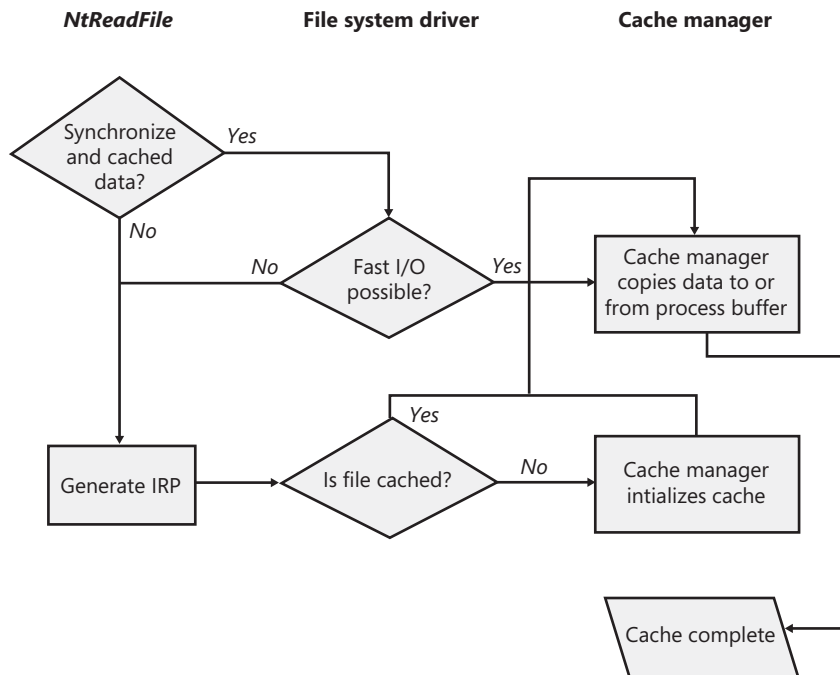 NtReadFile
File system driver
Cache manager
Synchronize
and cached
data?
Yes
No
Fast I/O
possible?
No
Yes
Cache manager
copies data to or
from process buffer
Generate IRP
Is file cached?
Yes
No
Cache manager
intializes cache
Cache complete